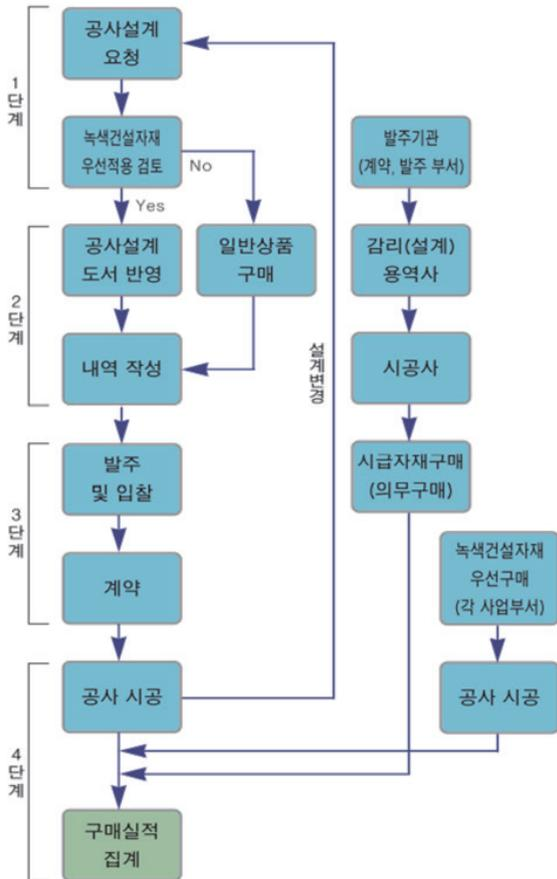 1단계
공사설계
요청
녹색건설자재
우선적용 검토
No
Yes
2단계
공사설계
도서 반영
일반상품
구매
내역 작성
3단계
발주
및 입찰
계약
4단계
공사 시공
구매실적
집계
설계변경
발주기관
(계약, 발주 부서)
감리(설계)
용역사
시공사
시급자재구매
(의무구매)
녹색건설자재
우선구매
(각 사업부서)
공사 시공